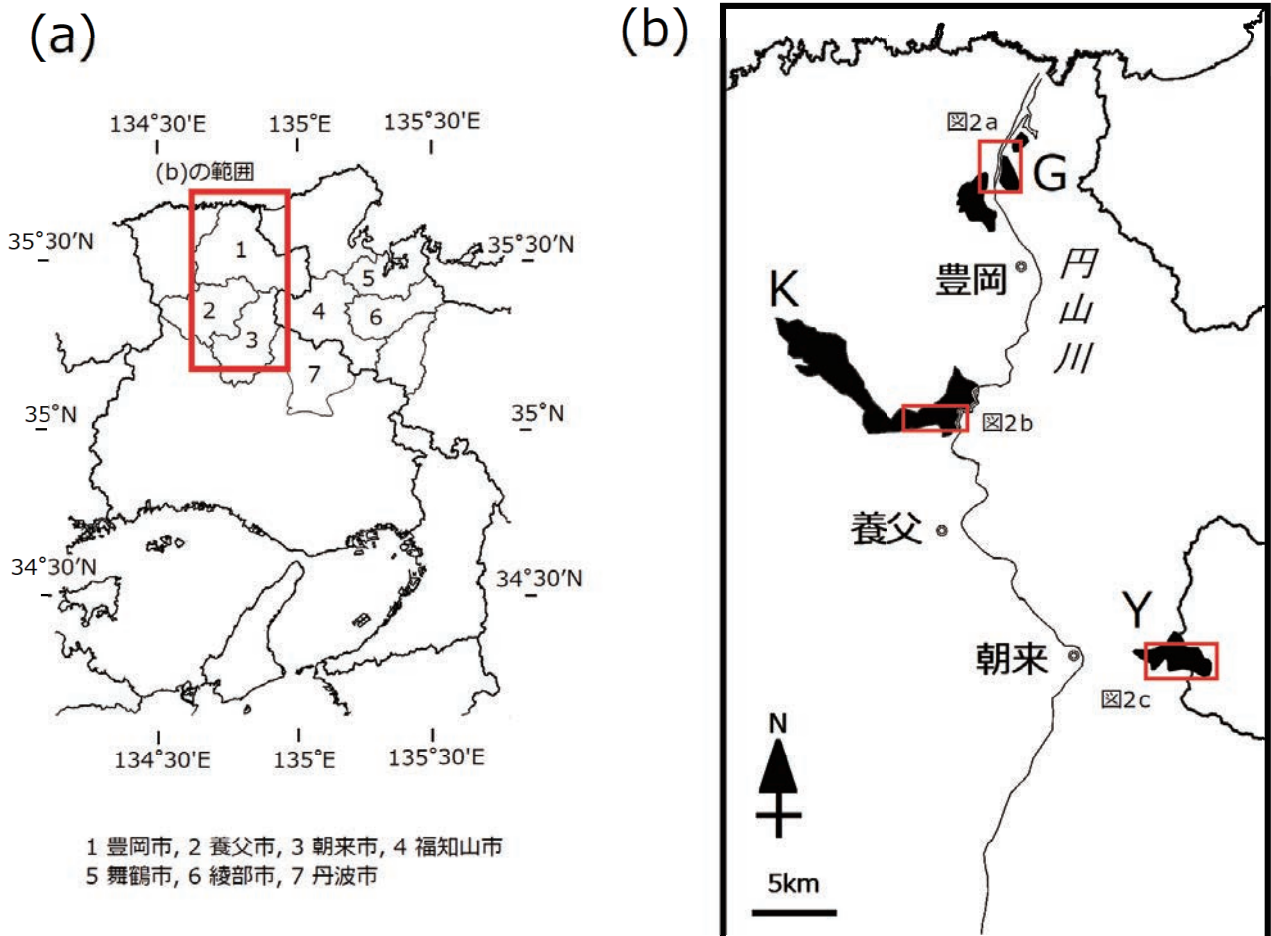 (a)
134°30'E
135°E
135°30'E
(b)の範囲
35°30′N
35°30′N
1
2
3
4
5
6
7
35°N
35°N
34°30′N
34°30′N
134°30'E
135°E
135°30'E
1 豊岡市, 2 養父市, 3 朝来市, 4 福知山市
5 舞鶴市, 6 綾部市, 7 丹波市
(b)
図2a
G
豊岡
円山川
K
図2b
養父
Y
朝来
図2c
N
5km